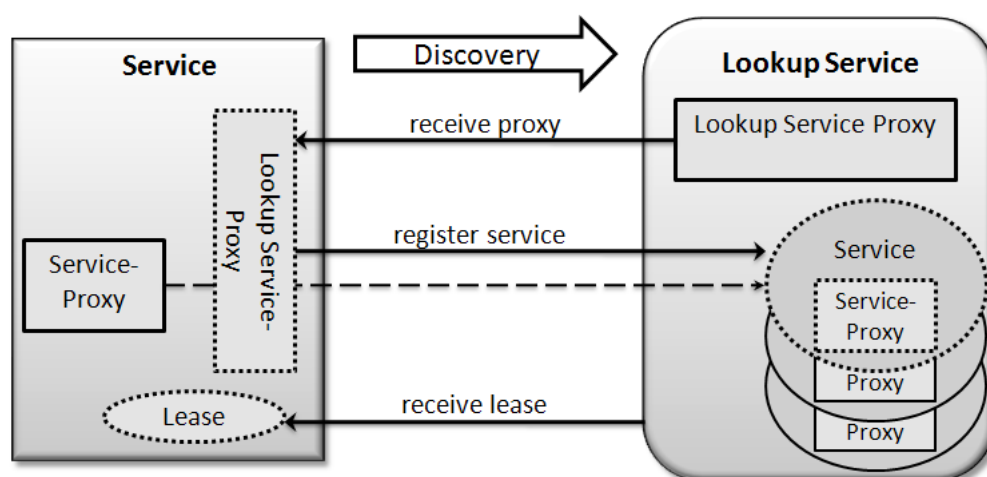 Discovery
Service
Lookup Service
Lookup Service Proxy
receive proxy
Lookup Service-
Proxy
register service
Service
Service-
Proxy
Service-
Proxy
Proxy
Proxy
receive lease
Lease